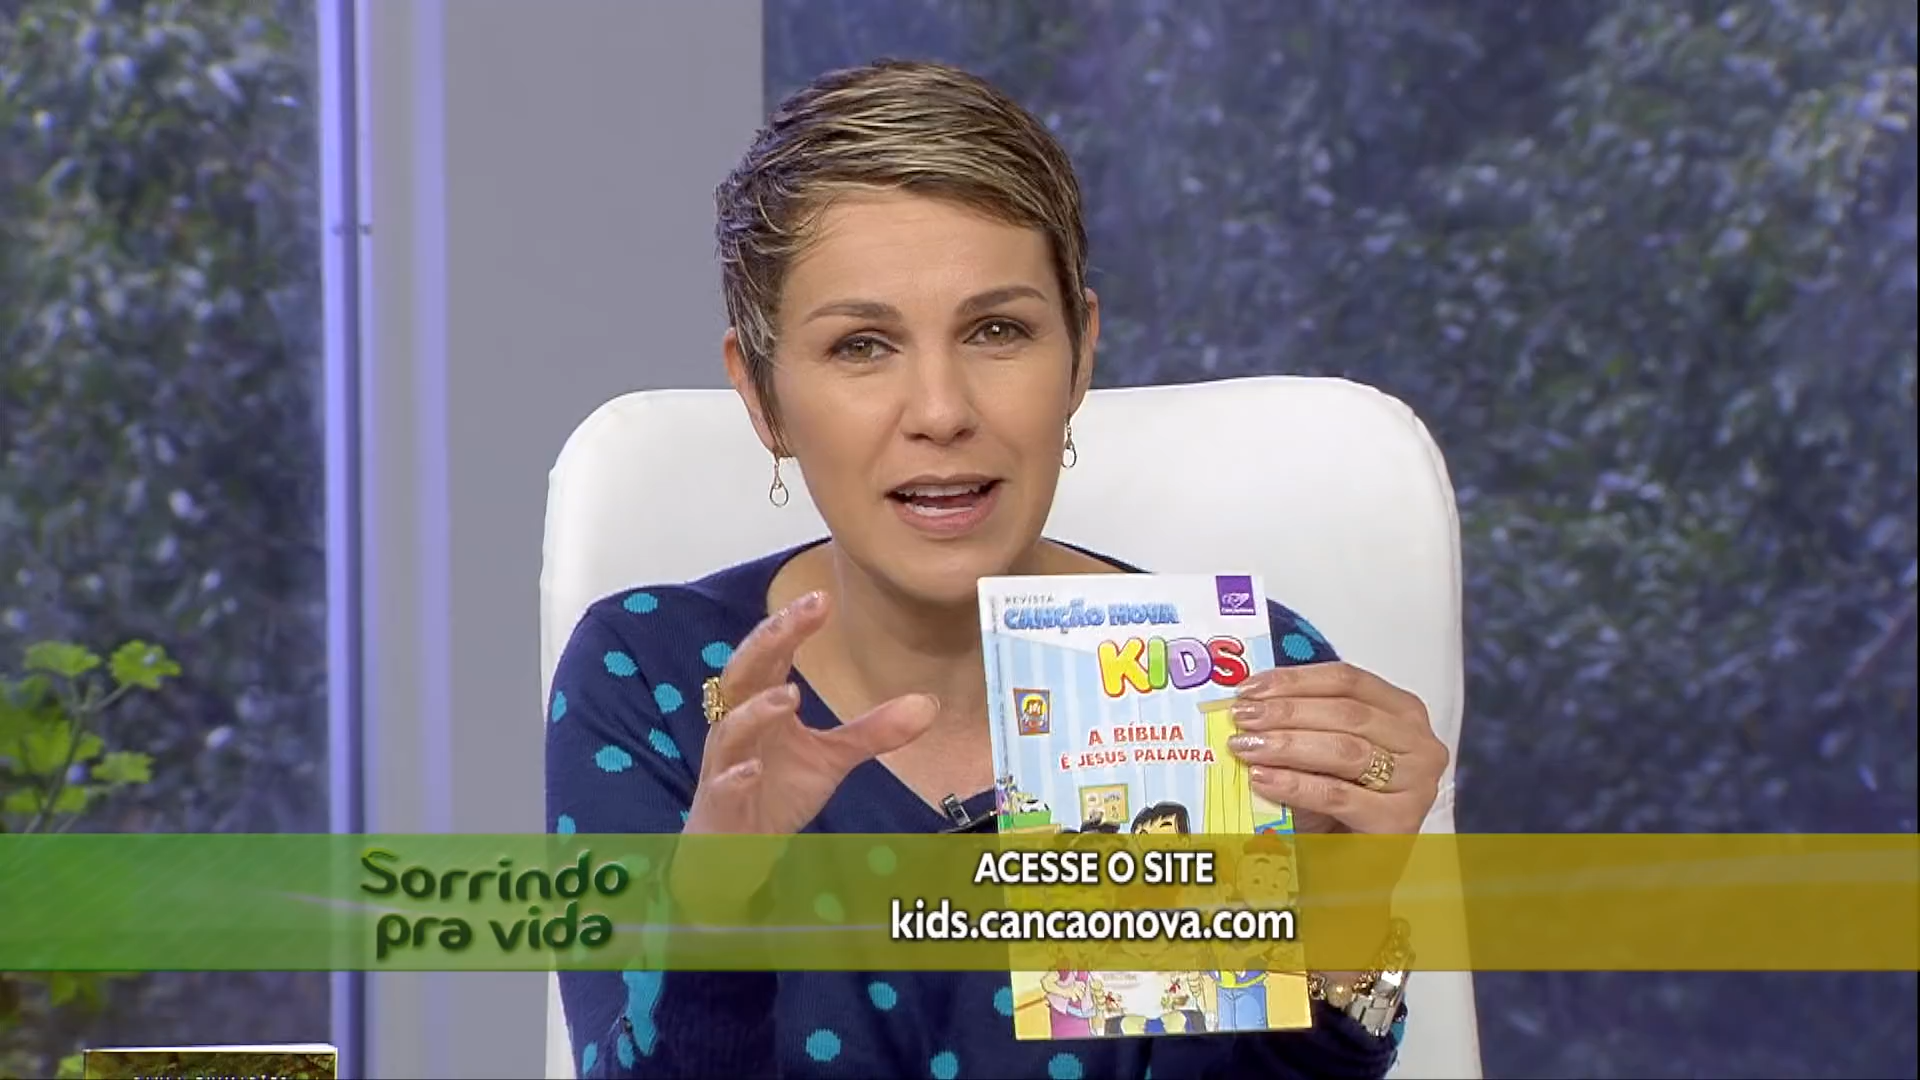 REVISTA
CANÇÃO NOVA
KIDS
A BÍBLIA
É JESUS PALAVRA
Sorrindo
pra vida
ACESSE O SITE
kids.cancaonova.com